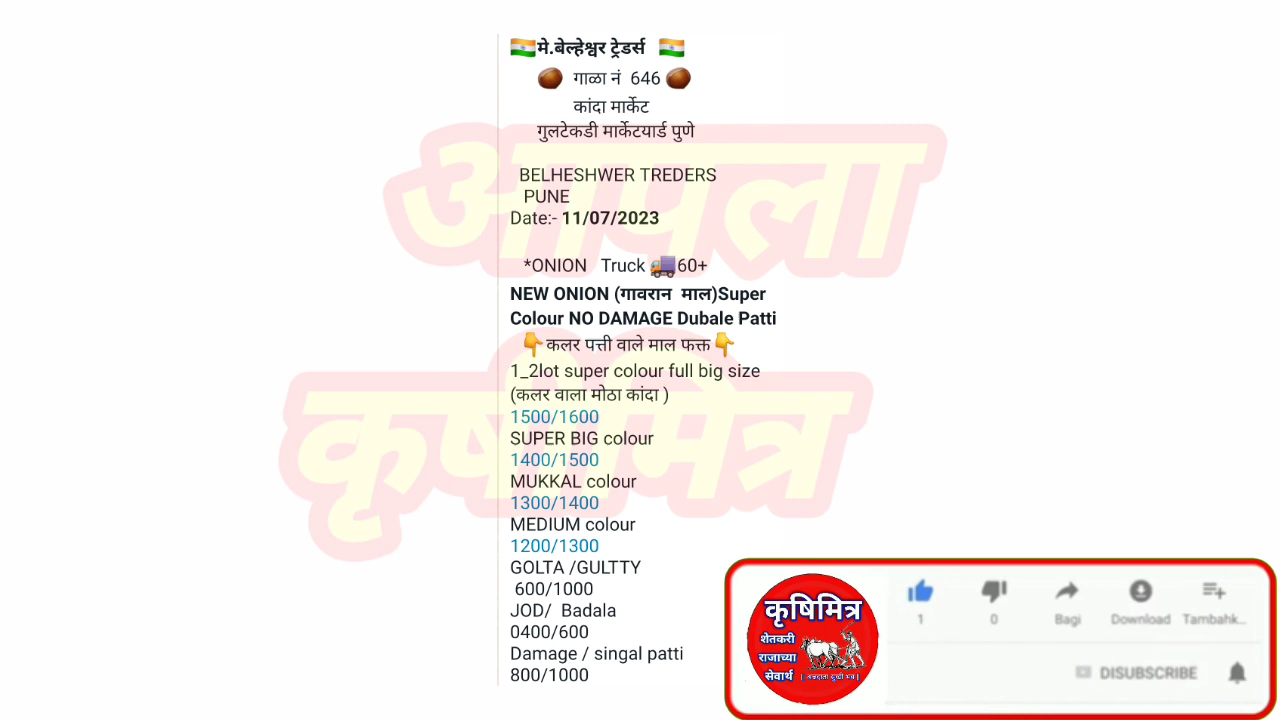 🇮🇳मे.बेल्हेश्वर ट्रेडर्स 🇮🇳
🌰 गाळा नं 646 🌰
कांदा मार्केट
गुलटेकडी मार्केटयार्ड पुणे
BELHESHWER TREDERS
PUNE
Date:- 11/07/2023
*ONION Truck 🚚60+
NEW ONION (गावरान माल)Super
Colour NO DAMAGE Dubale Patti
👇कलर पत्ती वाले माल फक्त👇
1_2lot super colour full big size
(कलर वाला मोठा कांदा )
1500/1600
SUPER BIG colour
1400/1500
MUKKAL colour
1300/1400
MEDIUM colour
1200/1300
GOLTA /GULTTY
600/1000
JOD/ Badala
0400/600
Damage / singal patti
800/1000
आपला
कृषीमित्र
कृषिमित्र
शेतकरी
राजाच्या
सेवार्थ
| अन्नदाता सुखी भव |
1 0 Bagi Download Tambahk...
DISUBSCRIBE